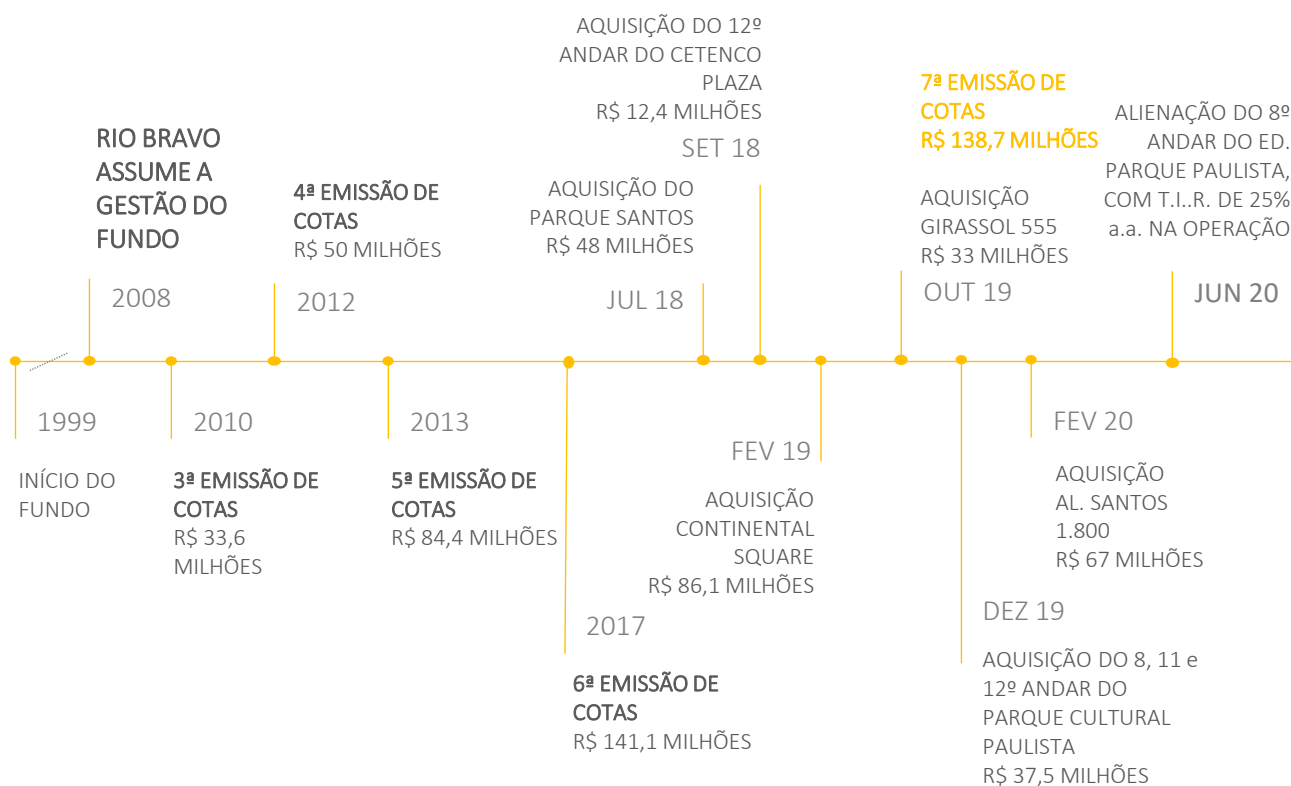 1999
INÍCIO DO
FUNDO
RIO BRAVO
ASSUME A
GESTÃO DO
FUNDO
2008
2010
3ª EMISSÃO DE
COTAS
R$ 33,6
MILHÕES
4ª EMISSÃO DE
COTAS
R$ 50 MILHÕES
2012
2013
5ª EMISSÃO DE
COTAS
R$ 84,4 MILHÕES
2017
6ª EMISSÃO DE
COTAS
R$ 141,1 MILHÕES
AQUISIÇÃO DO
PARQUE SANTOS
R$ 48 MILHÕES
JUL 18
AQUISIÇÃO DO 12º
ANDAR DO CETENCO
PLAZA
R$ 12,4 MILHÕES
SET 18
FEV 19
AQUISIÇÃO
CONTINENTAL
SQUARE
R$ 86,1 MILHÕES
7ª EMISSÃO DE
COTAS
R$ 138,7 MILHÕES
AQUISIÇÃO
GIRASSOL 555
R$ 33 MILHÕES
OUT 19
DEZ 19
AQUISIÇÃO DO 8, 11 e
12º ANDAR DO
PARQUE CULTURAL
PAULISTA
R$ 37,5 MILHÕES
FEV 20
AQUISIÇÃO
AL. SANTOS
1.800
R$ 67 MILHÕES
ALIENAÇÃO DO 8º
ANDAR DO ED.
PARQUE PAULISTA,
COM T.I..R. DE 25%
a.a. NA OPERAÇÃO
JUN 20